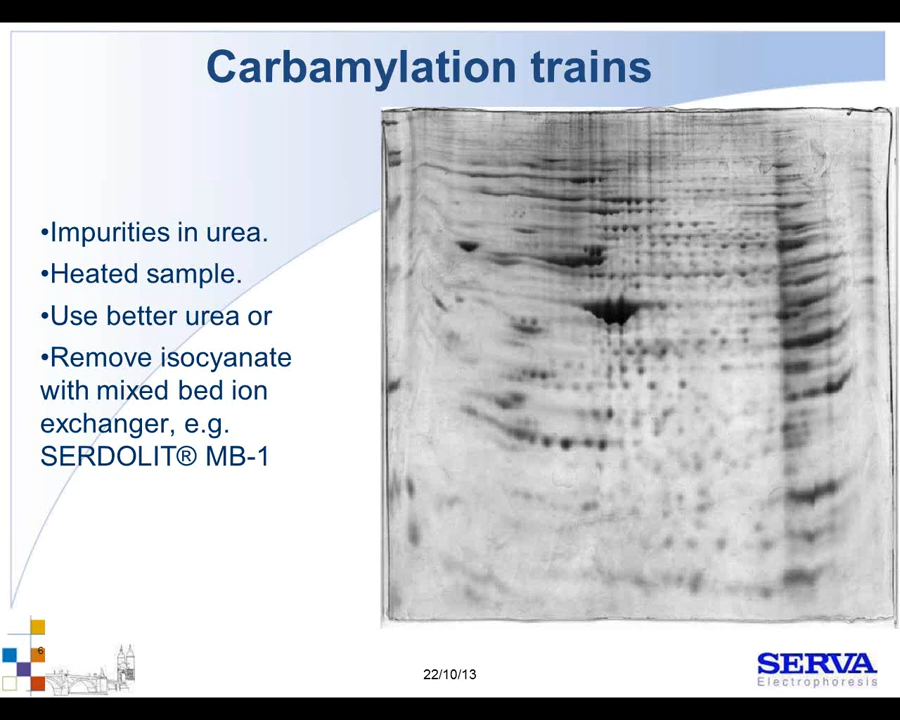 Carbamylation trains
•Impurities in urea.
•Heated sample.
•Use better urea or
•Remove isocyanate
with mixed bed ion
exchanger, e.g.
SERDOLIT® MB-1
6
22/10/13
SERVA
Electrophoresis